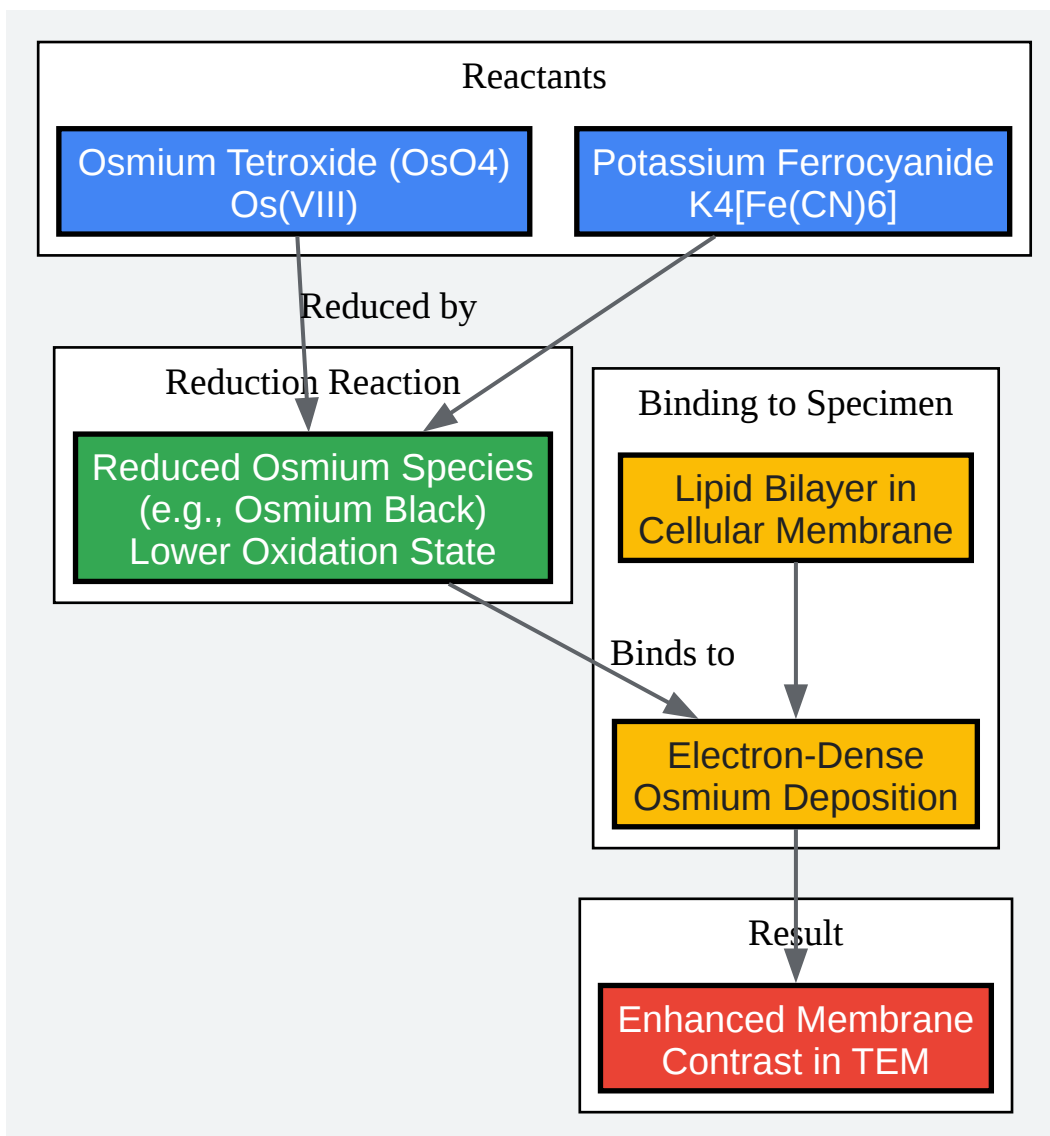 Reactants
Osmium Tetroxide (OsO4)
Os(VIII)
Potassium Ferrocyanide
K4[Fe(CN)6]
Reduced by
Reduction Reaction
Reduced Osmium Species
(e.g., Osmium Black)
Lower Oxidation State
Binding to Specimen
Lipid Bilayer in
Cellular Membrane
Binds to
Electron-Dense
Osmium Deposition
Result
Enhanced Membrane
Contrast in TEM